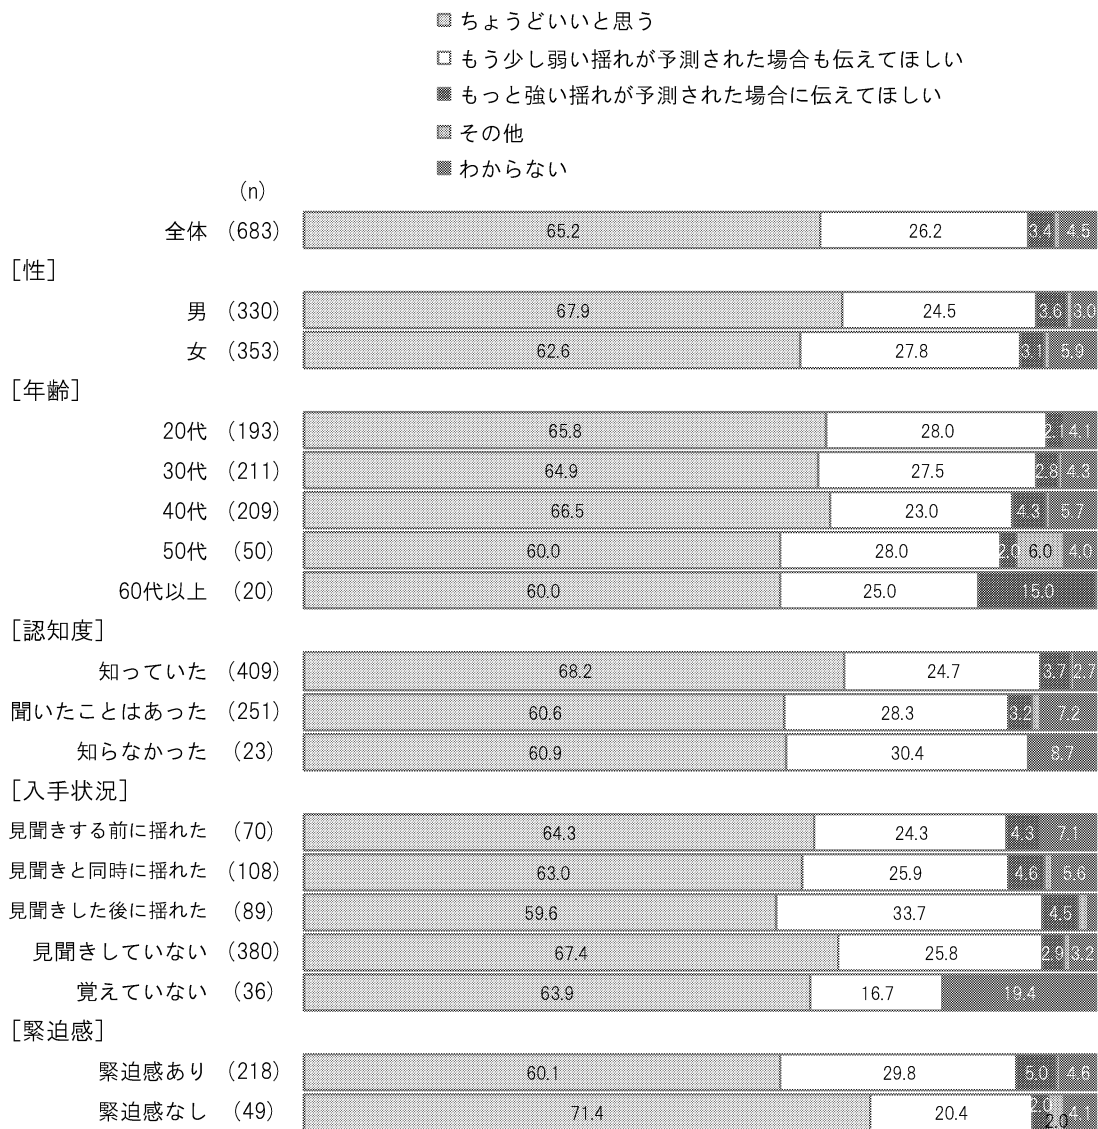 ちょうどいいと思う
もう少し弱い揺れが予測された場合も伝えてほしい
もっと強い揺れが予測された場合に伝えてほしい
その他
わからない
(n)
全体 (683) 65.2 26.2 3.4 4.5
[性]
男 (330) 67.9 24.5 3.6 3.0
女 (353) 62.6 27.8 3.1 5.9
[年齢]
20代 (193) 65.8 28.0 2.1 4.1
30代 (211) 64.9 27.5 2.8 4.3
40代 (209) 66.5 23.0 4.3 5.7
50代 (50) 60.0 28.0 2.0 6.0 4.0
60代以上 (20) 60.0 25.0 15.0
[認知度]
知っていた (409) 68.2 24.7 3.7 2.7
聞いたことはあった (251) 60.6 28.3 3.2 7.2
知らなかった (23) 60.9 30.4 8.7
[入手状況]
見聞きする前に揺れた (70) 64.3 24.3 4.3 7.1
見聞きと同時に揺れた (108) 63.0 25.9 4.6 5.6
見聞きした後に揺れた (89) 59.6 33.7 4.5
見聞きしていない (380) 67.4 25.8 2.9 3.2
覚えていない (36) 63.9 16.7 19.4
[緊迫感]
緊迫感あり (218) 60.1 29.8 5.0 4.6
緊迫感なし (49) 71.4 20.4 2.0 2.0 4.1